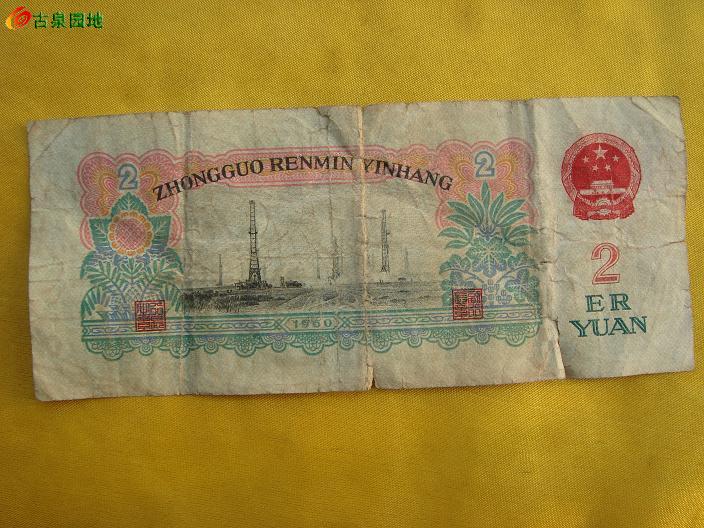 古泉园地
2
2
ZHONGGUO RENMIN YINHANG
2
ER
YUAN
1960